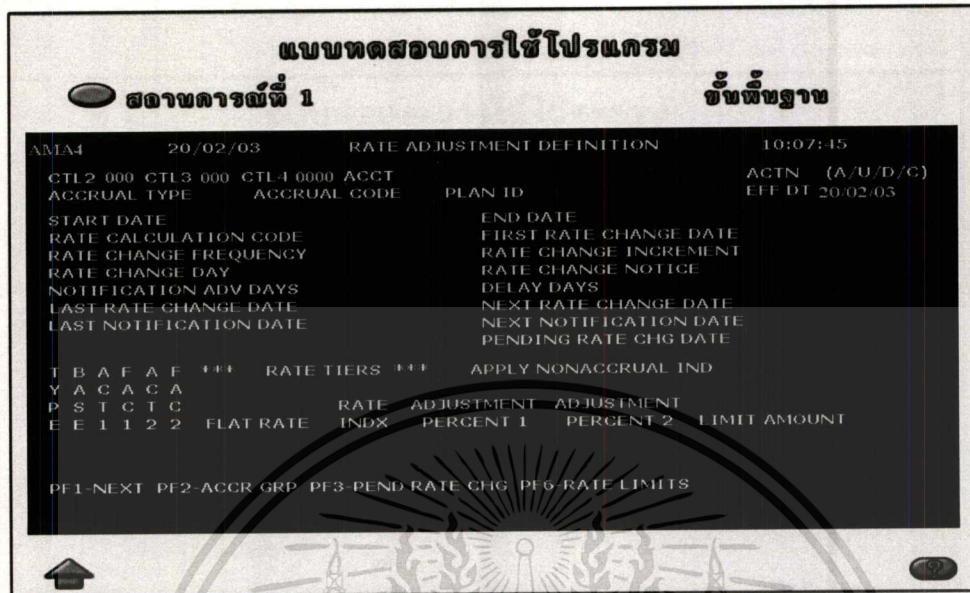 แบบทดสอบการใช้โปรแกรม
สถานการณ์ที่ 1 ขั้นพื้นฐาน
AMA4 20/02/03 RATE ADJUSTMENT DEFINITION 10:07:45
CTL2 000 CTL3 000 CTL4 0000 ACCT ACTN (A/U/D/C)
ACCRUAL TYPE ACCRUAL CODE PLAN ID EFF DT 20/02/03
START DATE END DATE
RATE CALCULATION CODE FIRST RATE CHANGE DATE
RATE CHANGE FREQUENCY RATE CHANGE INCREMENT
RATE CHANGE DAY RATE CHANGE NOTICE
NOTIFICATION ADV DAYS DELAY DAYS
LAST RATE CHANGE DATE NEXT RATE CHANGE DATE
LAST NOTIFICATION DATE NEXT NOTIFICATION DATE
PENDING RATE CHG DATE
T B A F A F *** RATE TIERS *** APPLY NONACCRUAL IND
Y A C A C A
P S T C T C RATE ADJUSTMENT ADJUSTMENT
E E 1 1 2 2 FLAT RATE INDX PERCENT 1 PERCENT 2 LIMIT AMOUNT
PF1-NEXT PF2-ACCR GRP PF3-PEND RATE CHG PF6-RATE LIMITS
?